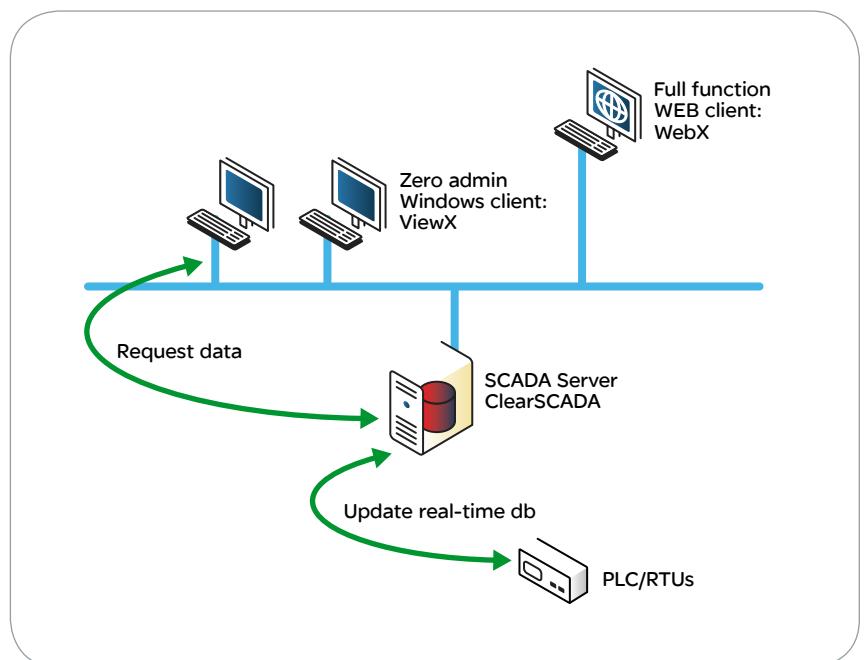 Full function
WEB client:
WebX
Zero admin
Windows client:
ViewX
Request data
SCADA Server
ClearSCADA
Update real-time db
PLC/RTUs